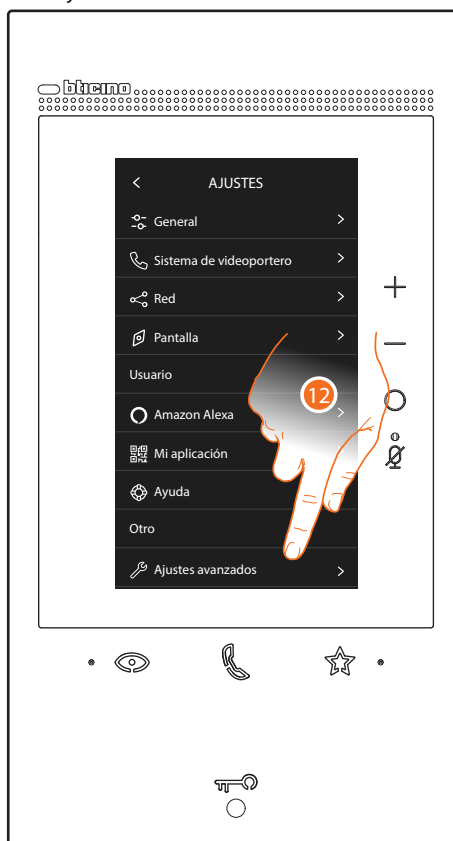 bticino
AJUSTES
General
Sistema de videoportero
Red
Pantalla
Usuario
12
Amazon Alexa
Mi aplicación
Ayuda
Otro
Ajustes avanzados